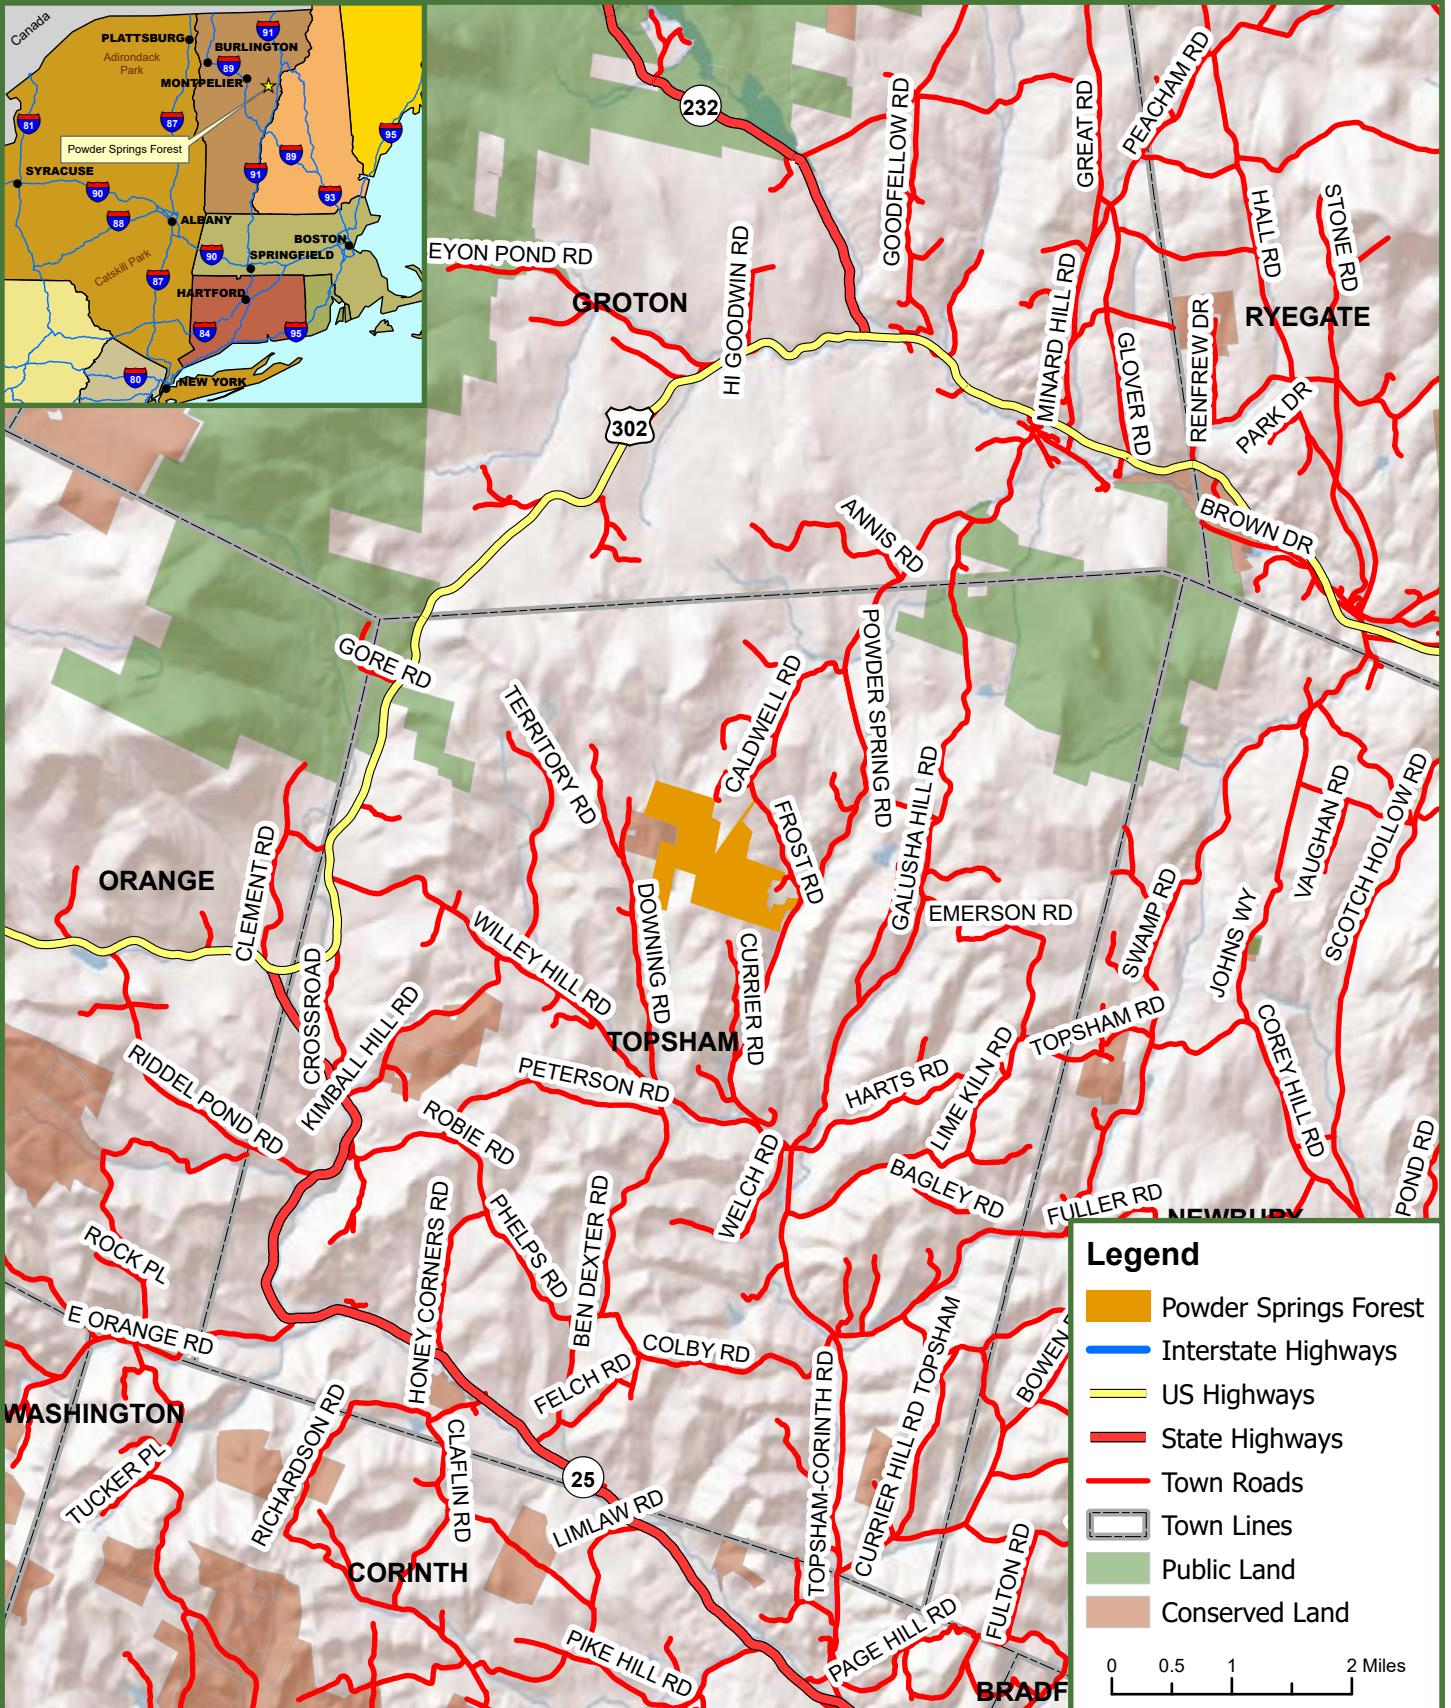 Canada
PLATTSBURG
91
BURLINGTON
Adirondack
Park
89
MONTPELIER
81
87
95
Powder Springs Forest
89
SYRACUSE
91
90
93
88
ALBANY
BOSTON
90
SPRINGFIELD
Catskill Park
87
HARTFORD
84
95
80
NEW YORK
232
GOODFELLOW RD
GREAT RD
PEACHAM RD
HALL RD
STONE RD
EYON POND RD
HI GOODWIN RD
GROTON
MINARD HILL RD
RYEGATE
GLOVER RD
RENFREW DR
PARK DR
302
BROWN DR
ANNIS RD
GORE RD
POWDER SPRING RD
CALDWELL RD
TERRITORY RD
GALUSHA HILL RD
FROST RD
VAUGHAN RD
SCOTCH HOLLOW RD
ORANGE
CLEMENT RD
DOWNING RD
EMERSON RD
SWAMP RD
JOHNS WY
WILLEY HILL RD
CURRIER RD
CROSSROAD
KIMBALL HILL RD
TOPSHAM
TOPSHAM RD
COREY HILL RD
RIDDEL POND RD
PETERSON RD
HARTS RD
LIME KILN RD
ROBIE RD
WELCH RD
BAGLEY RD
POND RD
FULLER RD
NEWBURY
HONEY CORNERS RD
PHELPS RD
BEN DEXTER RD
ROCK PL
E ORANGE RD
COLBY RD
FELCH RD
TOPSHAM-CORINTH RD
CURRIER HILL RD TOPSHAM
BOWEN
WASHINGTON
RICHARDSON RD
CLAFLIN RD
TUCKER PL
25
LIMLAW RD
CORINTH
FULTON RD
PAGE HILL RD
PIKE HILL RD
BRADF
Legend
Powder Springs Forest
Interstate Highways
US Highways
State Highways
Town Roads
Town Lines
Public Land
Conserved Land
0 0.5 1 2 Miles